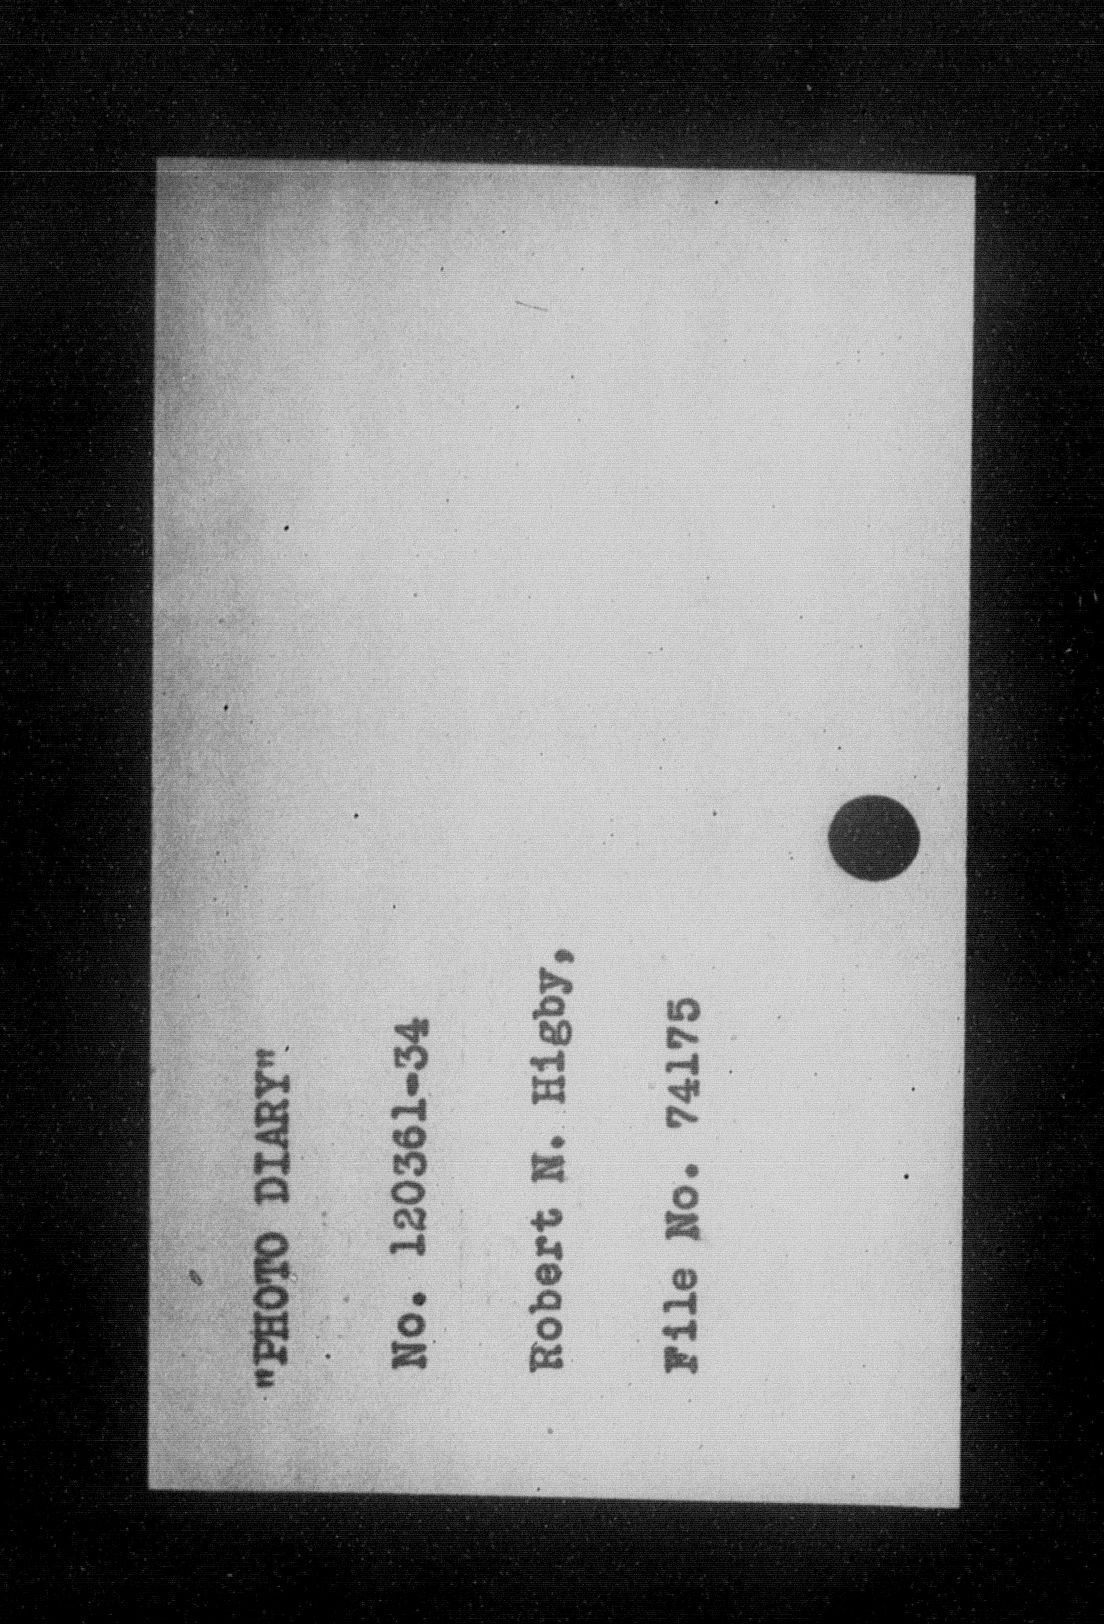 "PHOTO DIARY"
No. 120361-34
Robert N. Higby,
File No. 74175